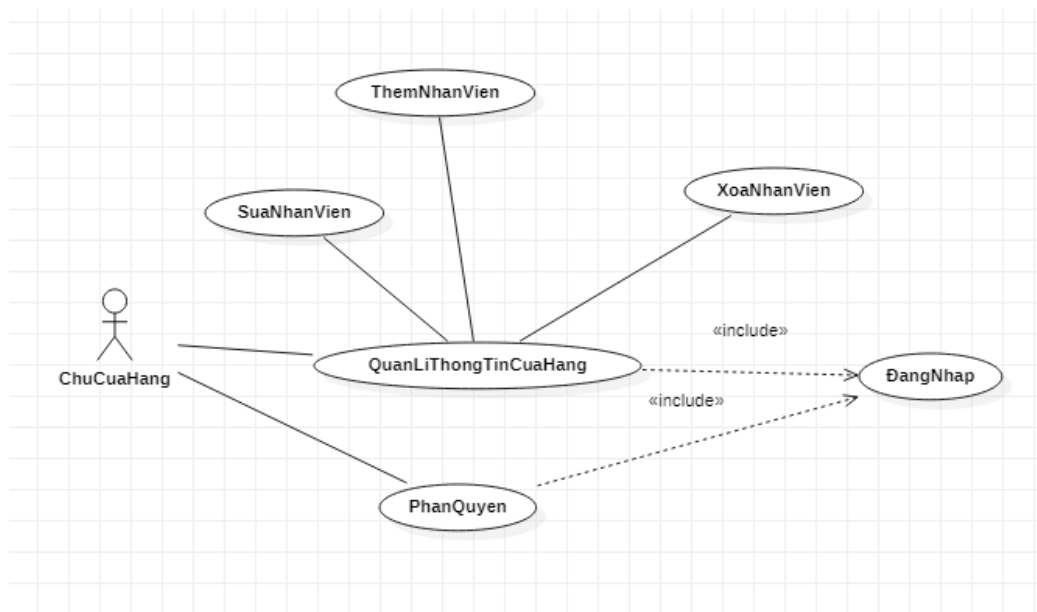 ThemNhanVien
XoaNhanVien
SuaNhanVien
«include»
QuanLiThongTinCuaHang
ĐangNhap
ChuCuaHang
«include»
PhanQuyen